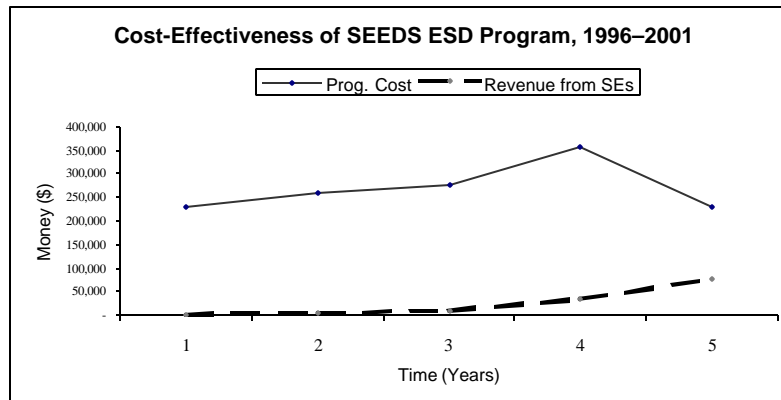 Cost-Effectiveness of SEEDS ESD Program, 1996–2001
Prog. Cost Revenue from SEs
400,000
350,000
300,000
250,000
200,000
150,000
100,000
50,000
-
Money ($)
1 2 3 4 5
Time (Years)